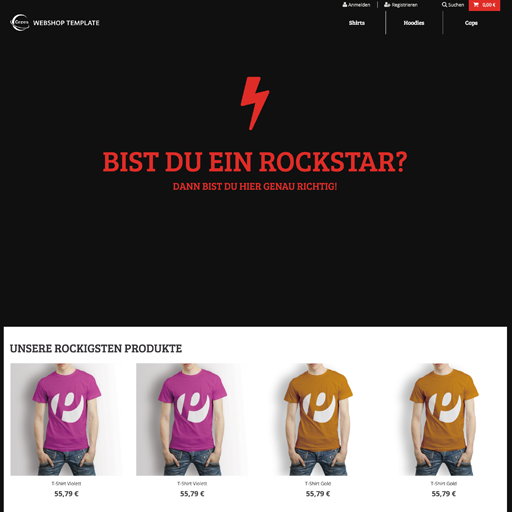 Anmelden
Registrieren
Suchen
0,00 €
WEBSHOP TEMPLATE
Shirts
Hoodies
Caps
BIST DU EIN ROCKSTAR?
DANN BIST DU HIER GENAU RICHTIG!
UNSERE ROCKIGSTEN PRODUKTE
T-Shirt Violett
T-Shirt Violett
T-Shirt Gold
T-Shirt Gold
55,79 €
55,79 €
55,79 €
55,79 €